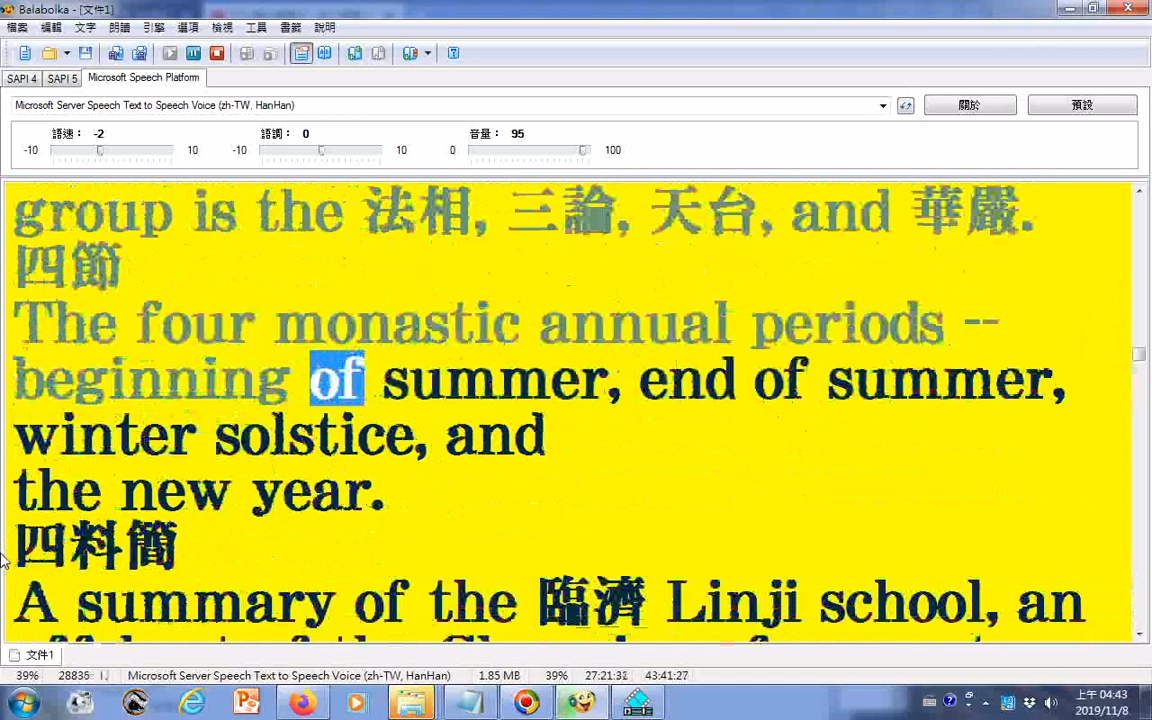 Balabolka - [文件1]
檔案 編輯 文字 朗讀 引擎 選項 檢視 工具 書籤 說明
SAPI 4 SAPI 5 Microsoft Speech Platform
Microsoft Server Speech Text to Speech Voice (zh-TW, HanHan) 關於 預設
語速： -2 語調： 0 音量： 95
-10 10 -10 10 0 100
group is the 法相, 三論, 天台, and 華嚴.
四節
The four monastic annual periods --
beginning of summer, end of summer,
winter solstice, and
the new year.
四料簡
A summary of the 臨濟 Linji school, an
文件1
39% 28835 Microsoft Server Speech Text to Speech Voice (zh-TW, HanHan) 1.85 MB 39% 27:21:31 43:41:27
上午 04:43
2019/11/8